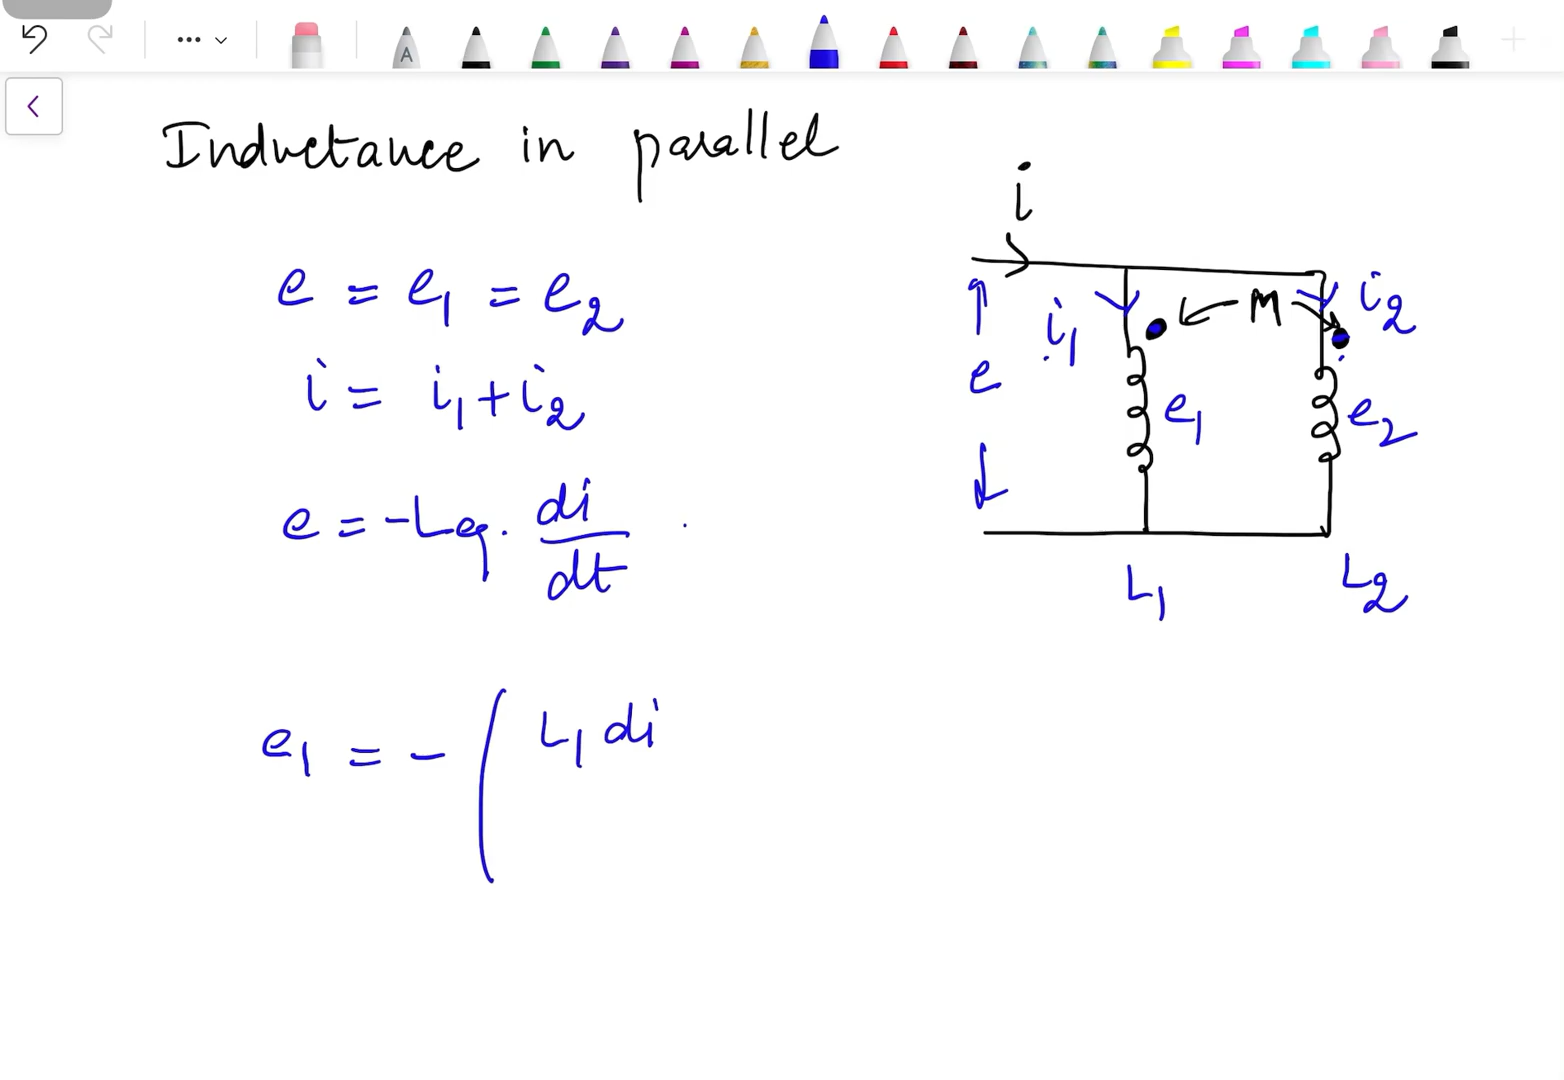 Inductance in parallel
i
e = e₁ = e₂
i₁
M
i₂
i = i₁ + i₂
e
e₁
e₂
e = -Leq. di/dt
L₁
L₂
e₁ = - ( L₁ di
A